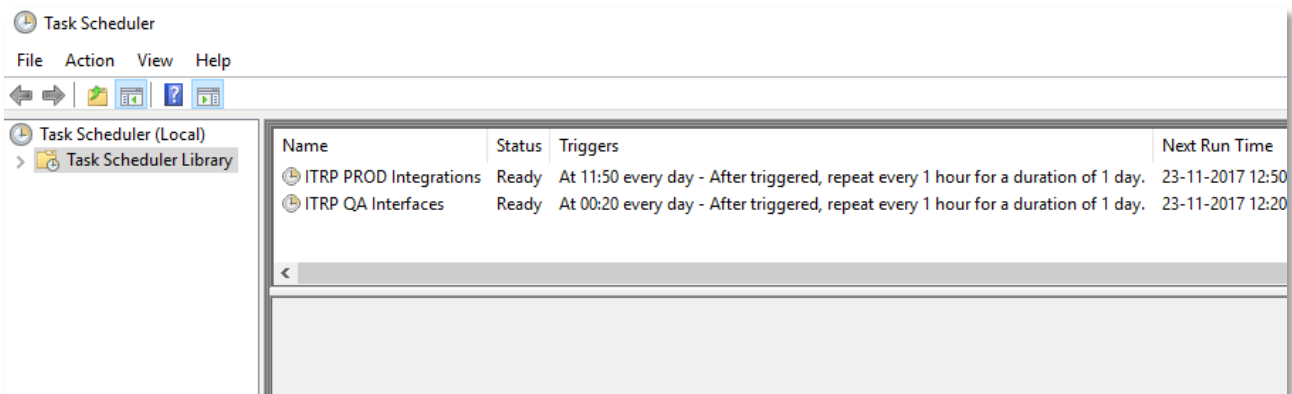 Task Scheduler
File Action View Help
Task Scheduler (Local)
Task Scheduler Library
Name Status Triggers Next Run Time
ITRP PROD Integrations Ready At 11:50 every day - After triggered, repeat every 1 hour for a duration of 1 day. 23-11-2017 12:50
ITRP QA Interfaces Ready At 00:20 every day - After triggered, repeat every 1 hour for a duration of 1 day. 23-11-2017 12:20